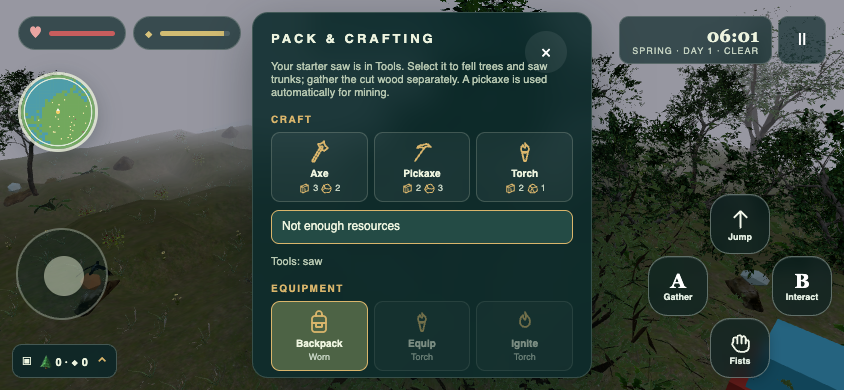 PACK & CRAFTING
×
Your starter saw is in Tools. Select it to fell trees and saw
trunks; gather the cut wood separately. A pickaxe is used
automatically for mining.
CRAFT
Axe
3 2
Pickaxe
2 3
Torch
2 1
Not enough resources
Tools: saw
EQUIPMENT
Backpack
Worn
Equip
Torch
Ignite
Torch
06:01
SPRING · DAY 1 · CLEAR
Jump
A
Gather
B
Interact
Fists
0 · ◆ 0